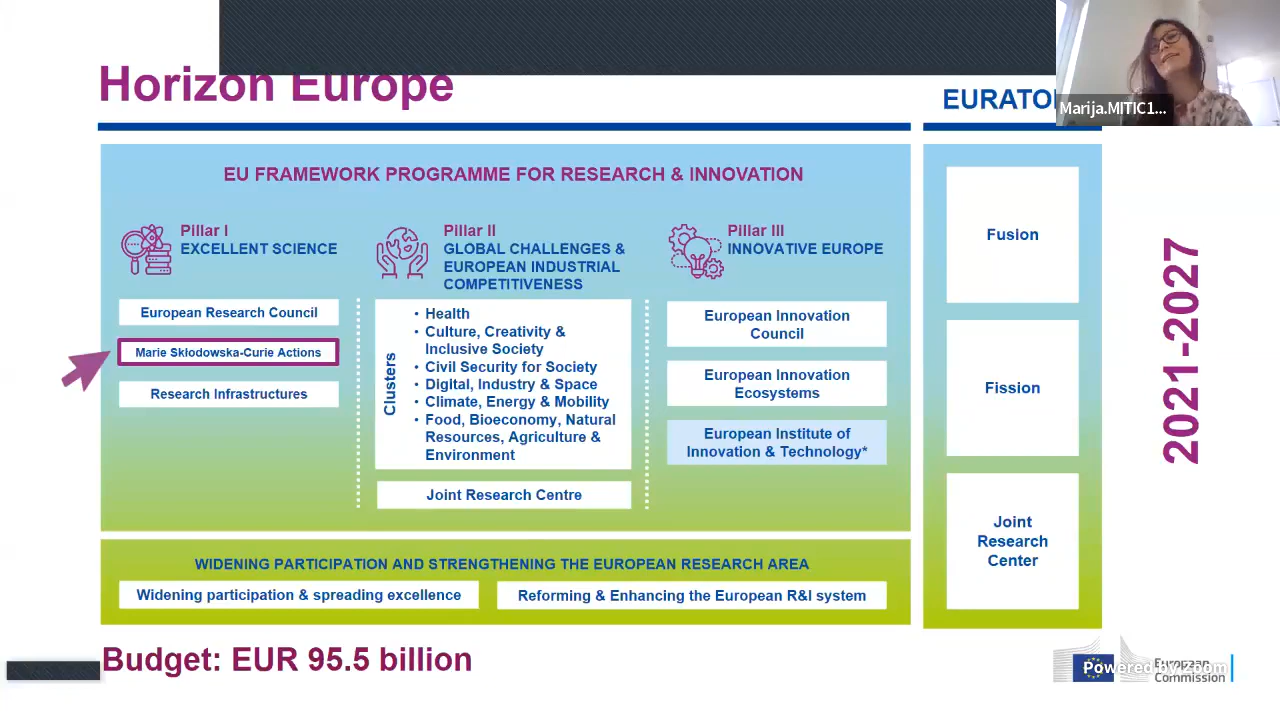 Horizon Europe
EURATO
Marija.MITIC1...
EU FRAMEWORK PROGRAMME FOR RESEARCH & INNOVATION
Pillar I
EXCELLENT SCIENCE
European Research Council
Marie Skłodowska-Curie Actions
Research Infrastructures
Pillar II
GLOBAL CHALLENGES &
EUROPEAN INDUSTRIAL
COMPETITIVENESS
Clusters
• Health
• Culture, Creativity &
Inclusive Society
• Civil Security for Society
• Digital, Industry & Space
• Climate, Energy & Mobility
• Food, Bioeconomy, Natural
Resources, Agriculture &
Environment
Joint Research Centre
Pillar III
INNOVATIVE EUROPE
European Innovation
Council
European Innovation
Ecosystems
European Institute of
Innovation & Technology*
Fusion
Fission
Joint
Research
Center
2021-2027
WIDENING PARTICIPATION AND STRENGTHENING THE EUROPEAN RESEARCH AREA
Widening participation & spreading excellence
Reforming & Enhancing the European R&I system
Budget: EUR 95.5 billion
European
Commission
Powered by Zoom